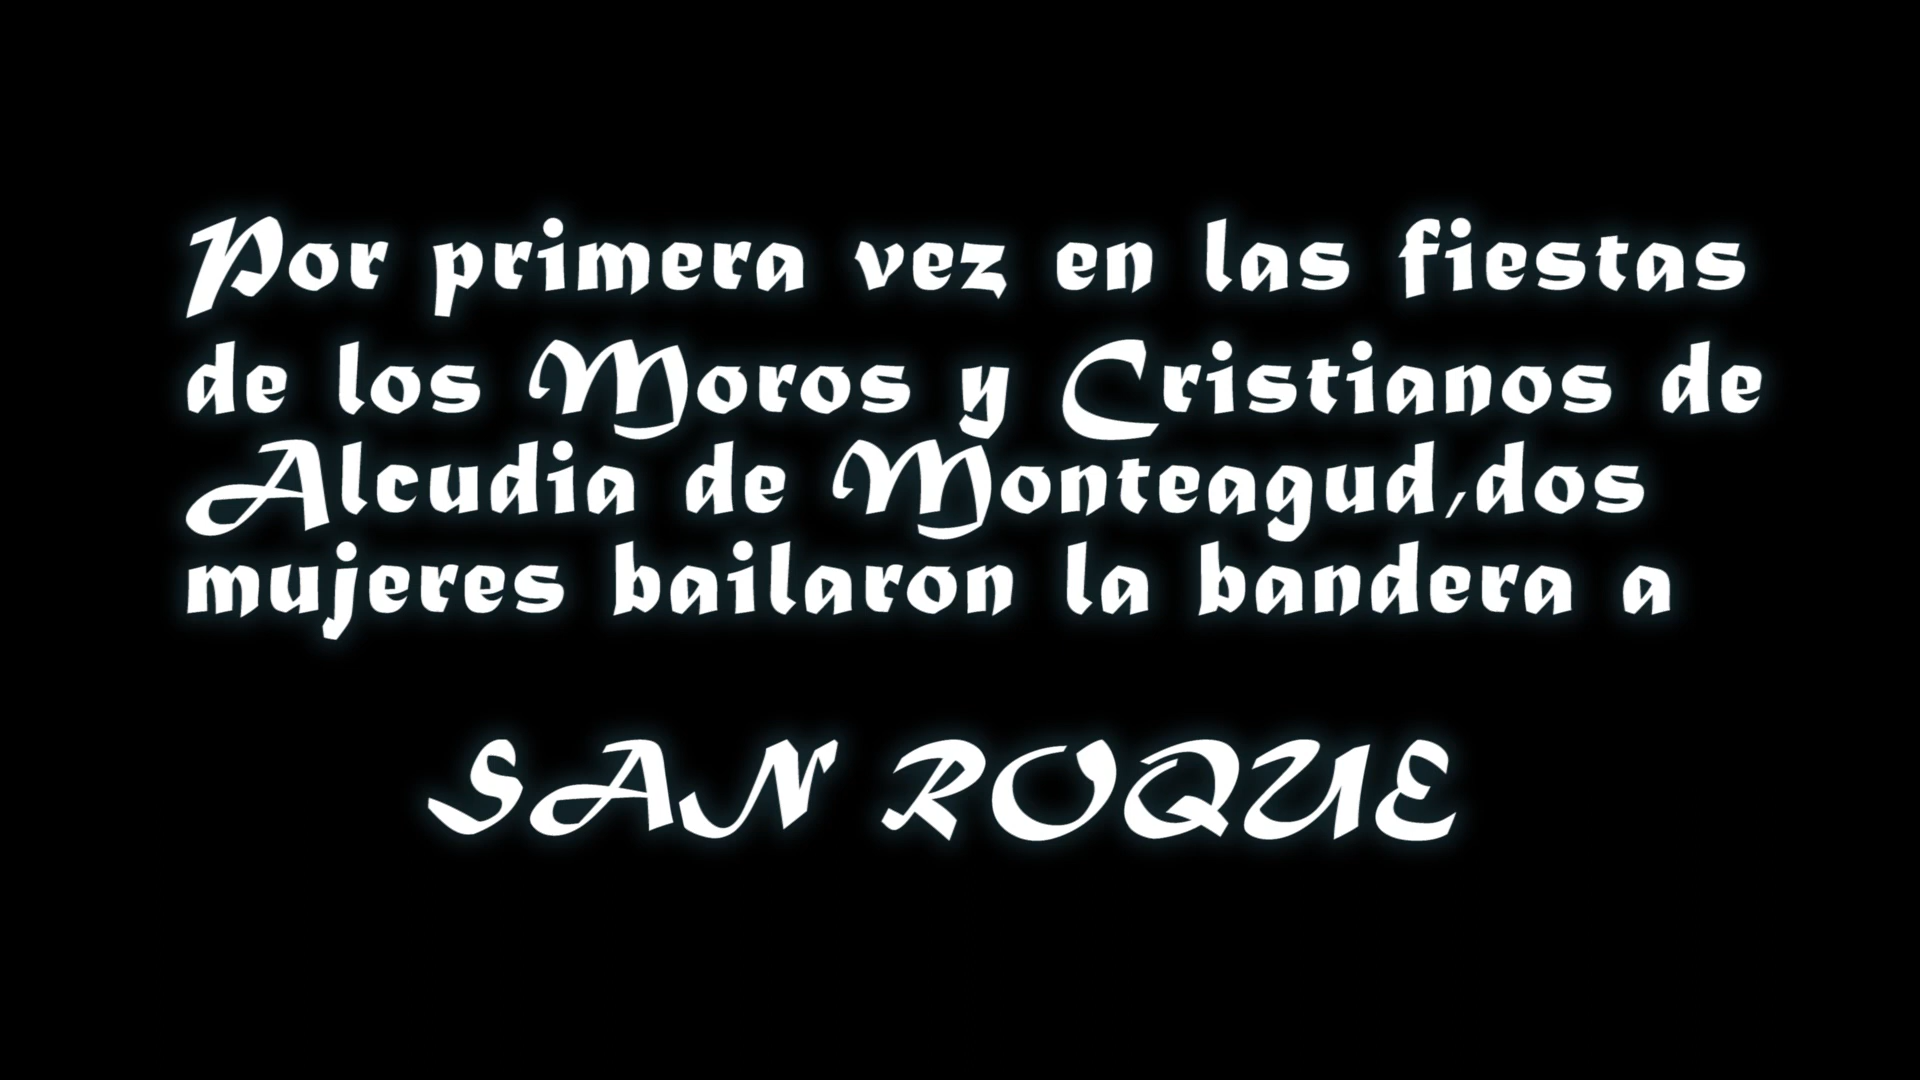 Por primera vez en las fiestas
de los Moros y Cristianos de
Alcudia de Monteagud,dos
mujeres bailaron la bandera a
SAN ROQUE